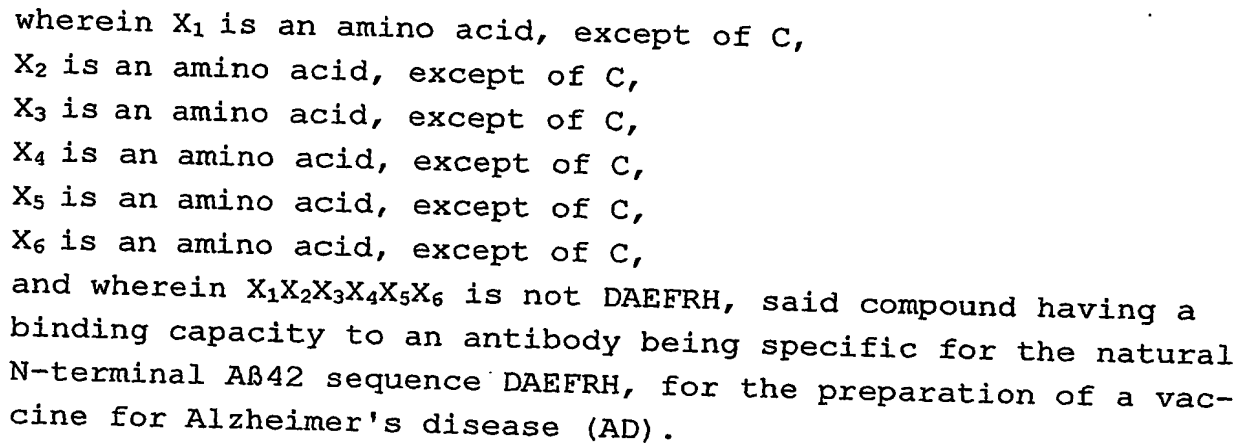 wherein X₁ is an amino acid, except of C,
X₂ is an amino acid, except of C,
X₃ is an amino acid, except of C,
X₄ is an amino acid, except of C,
X₅ is an amino acid, except of C,
X₆ is an amino acid, except of C,
and wherein X₁X₂X₃X₄X₅X₆ is not DAEFRH, said compound having a
binding capacity to an antibody being specific for the natural
N-terminal Aß42 sequence DAEFRH, for the preparation of a vac-
cine for Alzheimer's disease (AD).